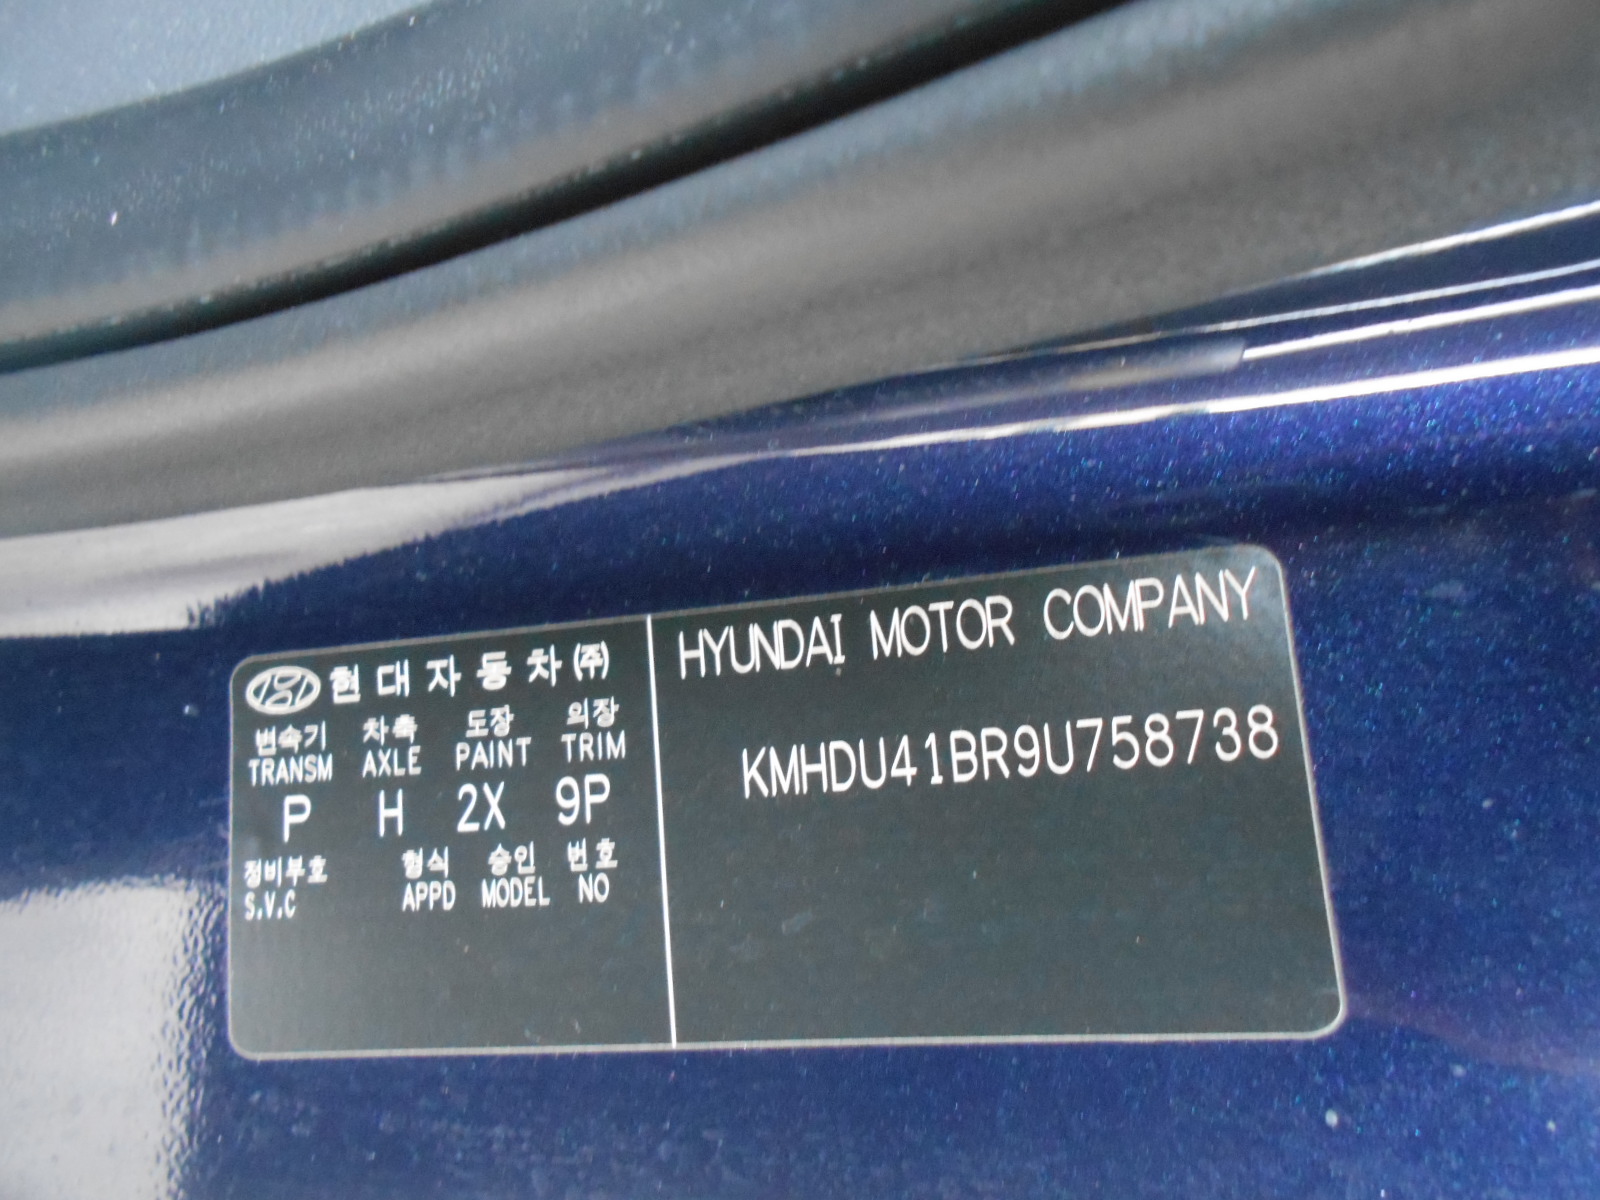 현대자동차(주)
변속기 차축 도장 의장
TRANSM AXLE PAINT TRIM
P H 2X 9P
정비부호 형식 승인 번호
S.V.C APPD MODEL NO
HYUNDAI MOTOR COMPANY
KMHDU41BR9U758738